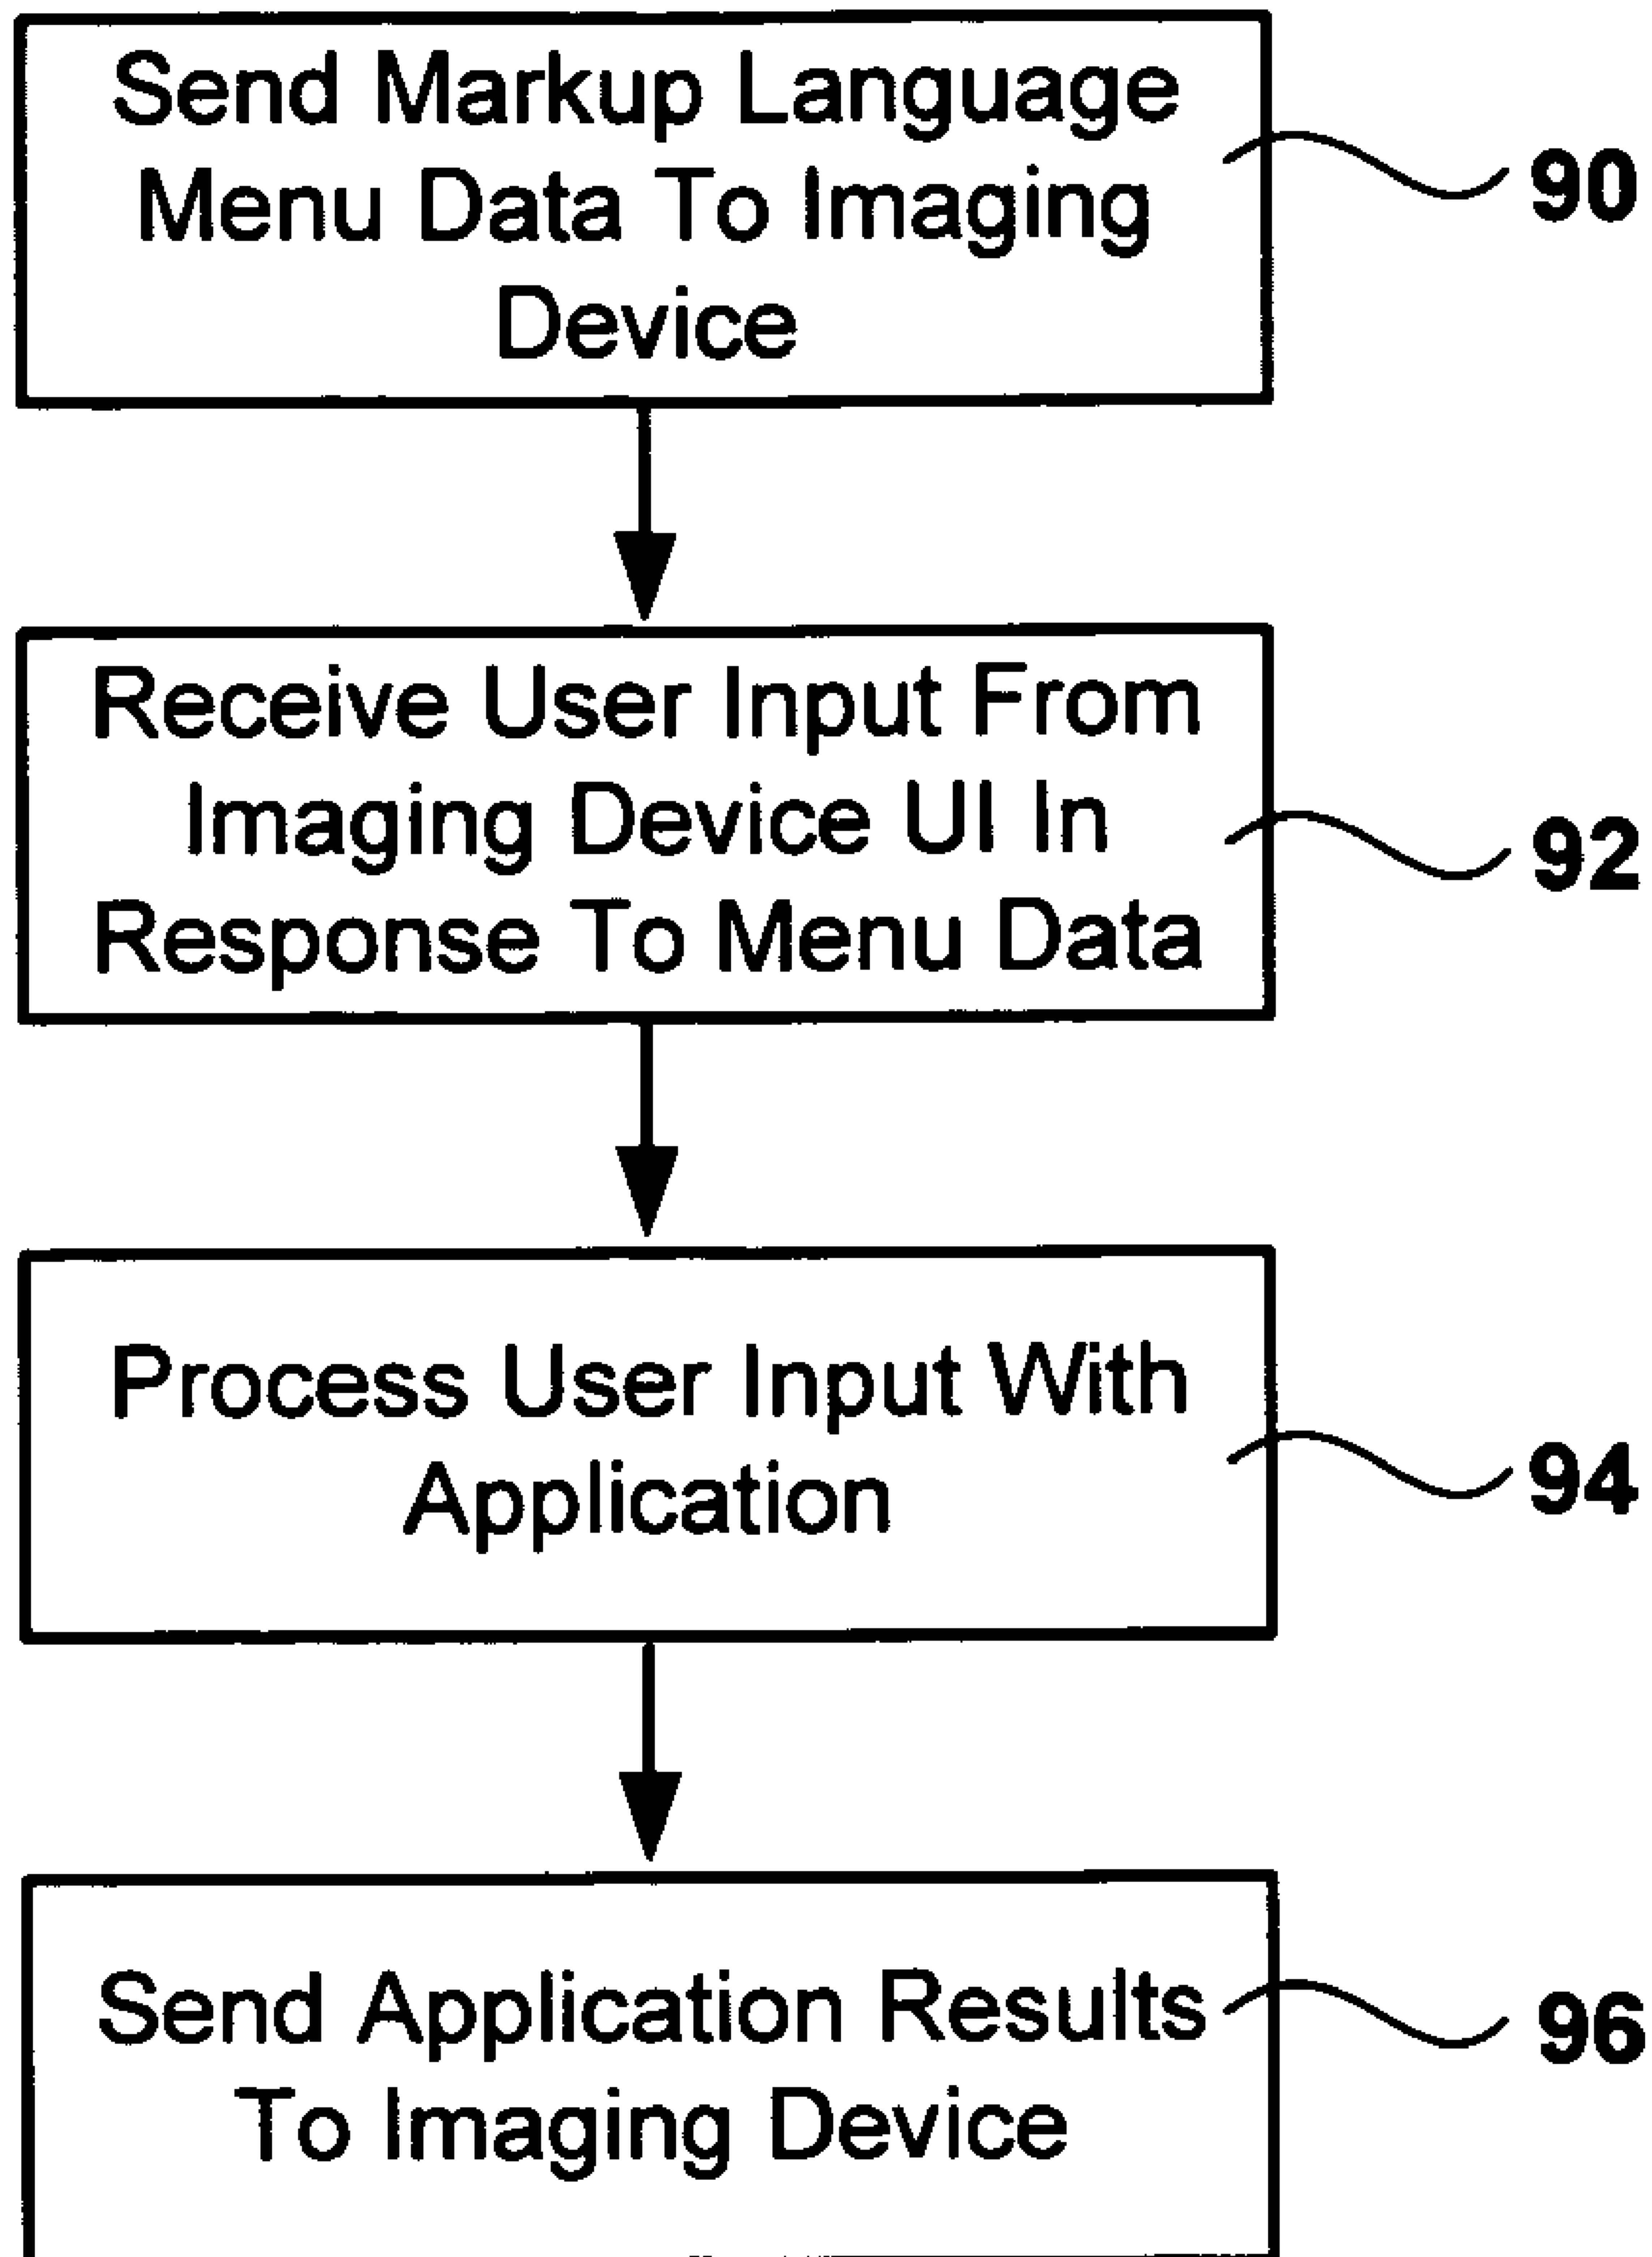 Send Markup Language
Menu Data To Imaging
Device
90
Receive User Input From
Imaging Device UI In
Response To Menu Data
92
Process User Input With
Application
94
Send Application Results
To Imaging Device
96